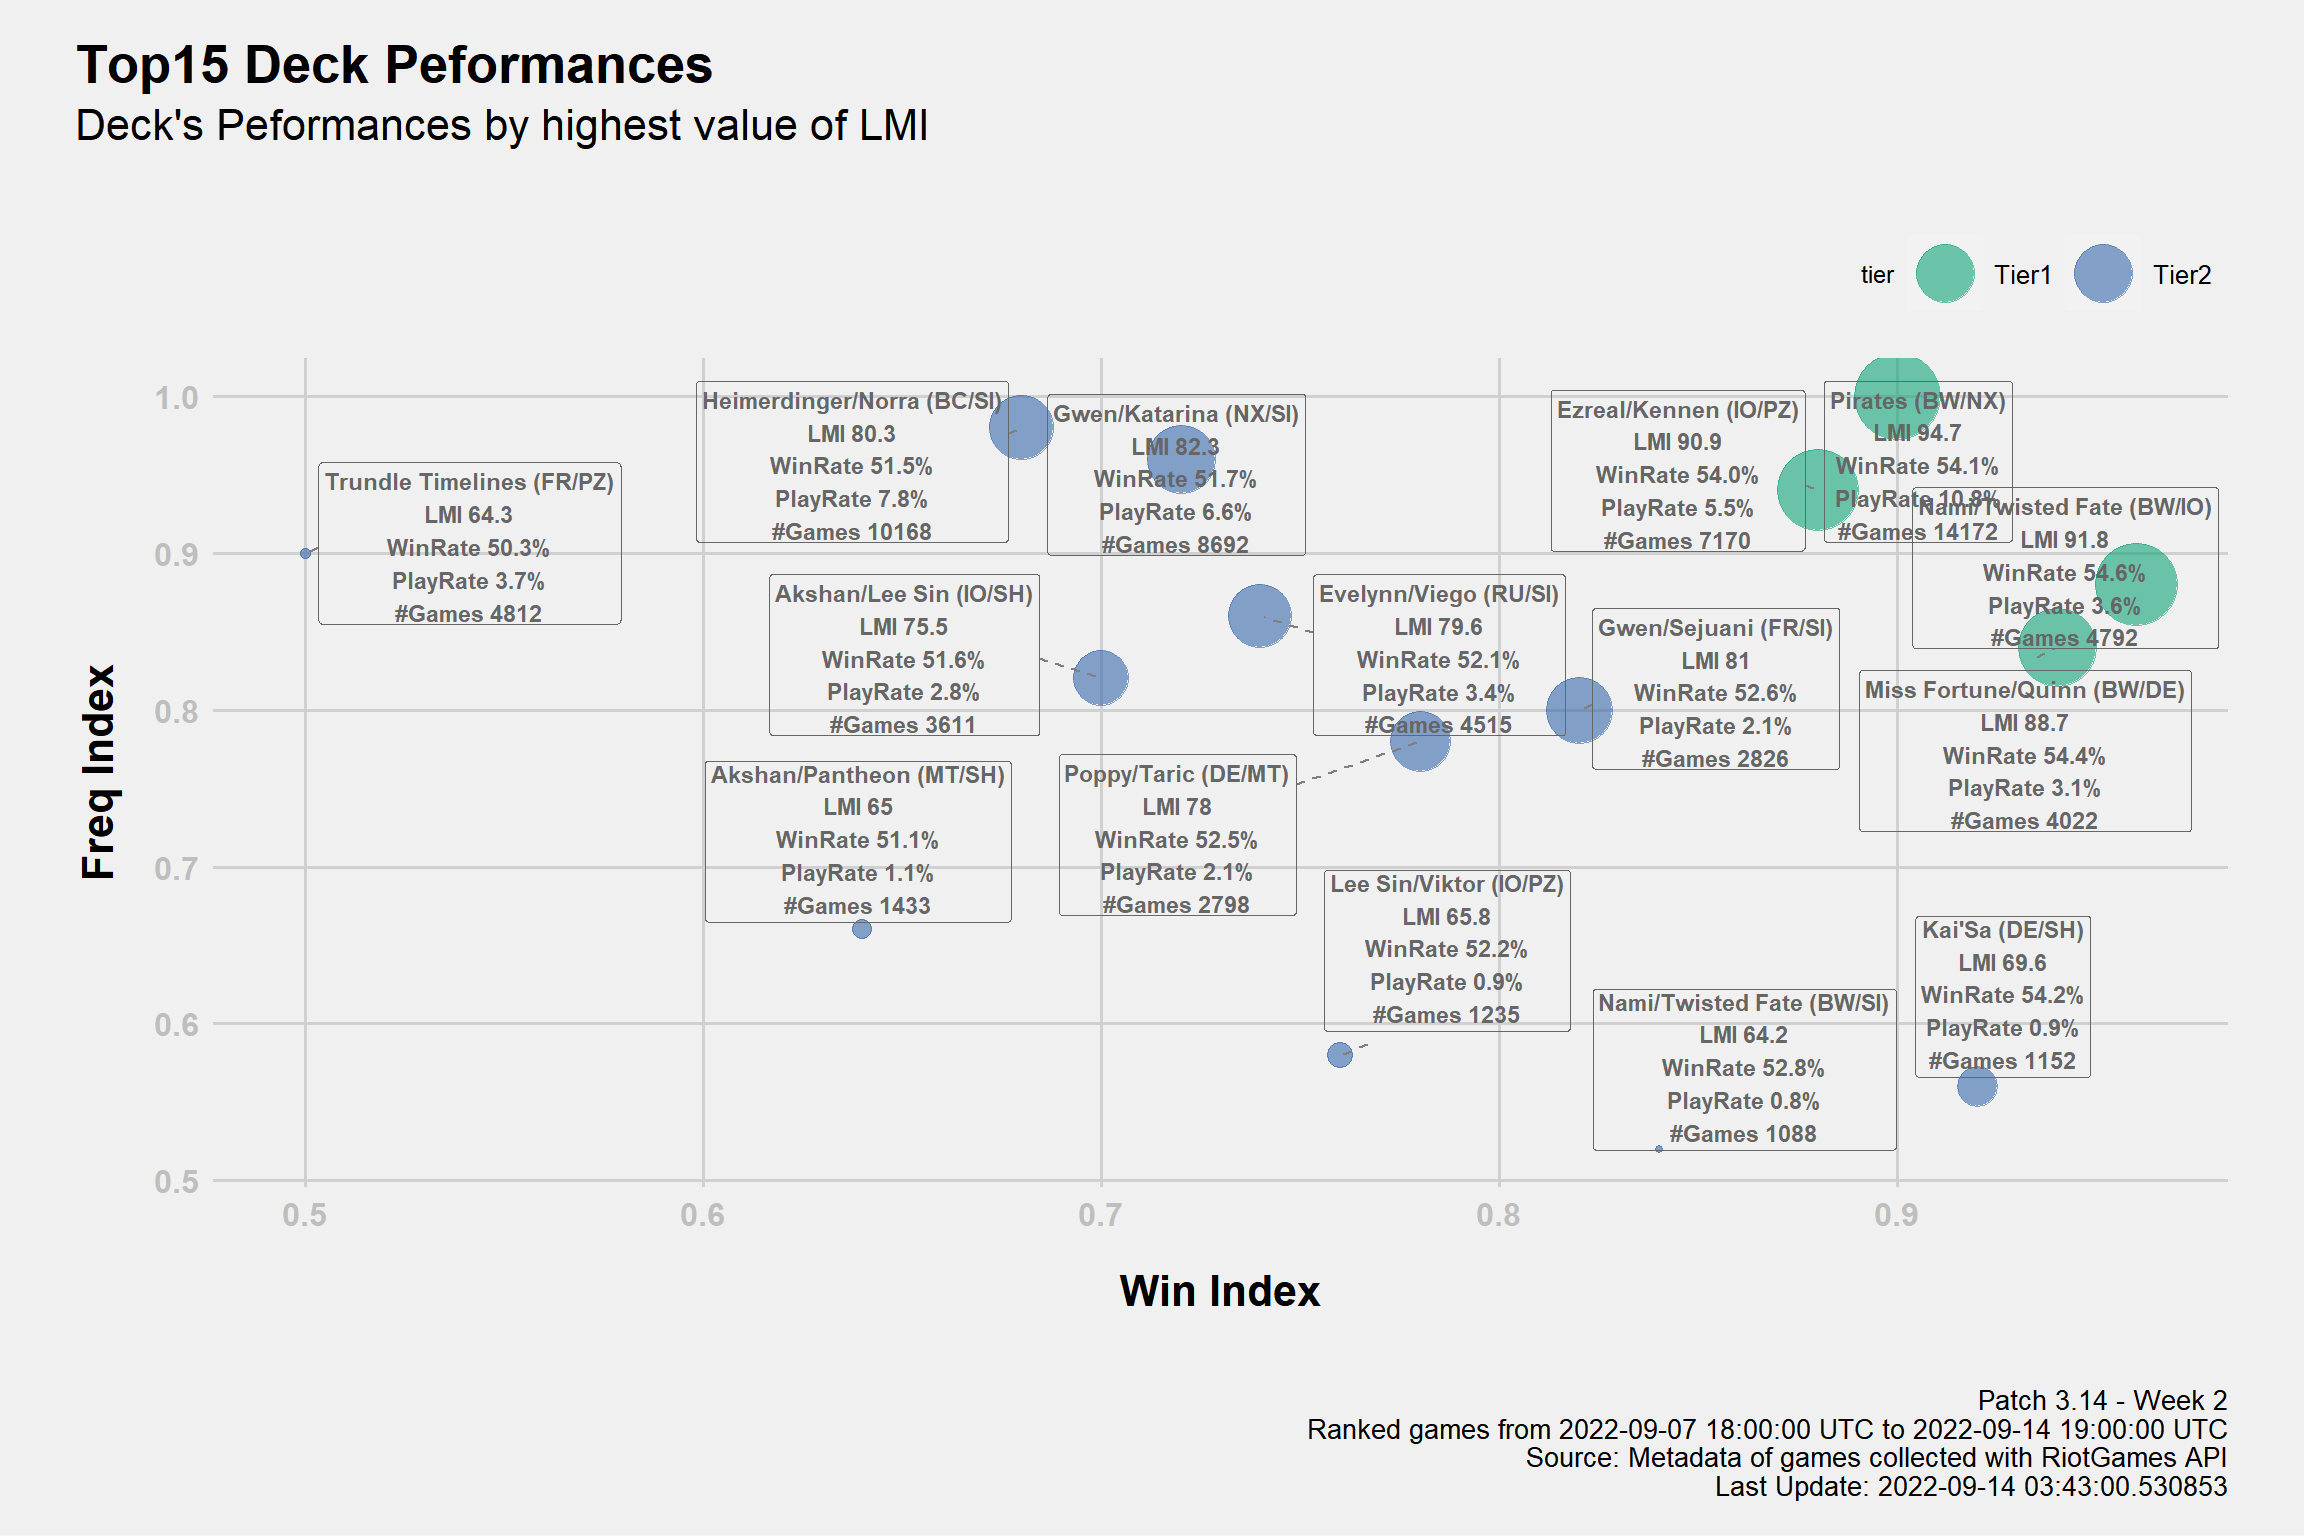 Top15 Deck Peformances
Deck's Peformances by highest value of LMI
tier
Tier1
Tier2
Freq Index
1.0
0.9
0.8
0.7
0.6
0.5
Trundle Timelines (FR/PZ)
LMI 64.3
WinRate 50.3%
PlayRate 3.7%
#Games 4812
Heimerdinger/Norra (BC/SI)
LMI 80.3
WinRate 51.5%
PlayRate 7.8%
#Games 10168
Gwen/Katarina (NX/SI)
LMI 82.3
WinRate 51.7%
PlayRate 6.6%
#Games 8692
Ezreal/Kennen (IO/PZ)
LMI 90.9
WinRate 54.0%
PlayRate 5.5%
#Games 7170
Pirates (BW/NX)
LMI 94.7
WinRate 54.1%
PlayRate 10.8%
#Games 14172
Nami/Twisted Fate (BW/IO)
LMI 91.8
WinRate 54.6%
PlayRate 3.6%
#Games 4792
Akshan/Lee Sin (IO/SH)
LMI 75.5
WinRate 51.6%
PlayRate 2.8%
#Games 3611
Evelynn/Viego (RU/SI)
LMI 79.6
WinRate 52.1%
PlayRate 3.4%
#Games 4515
Gwen/Sejuani (FR/SI)
LMI 81
WinRate 52.6%
PlayRate 2.1%
#Games 2826
Miss Fortune/Quinn (BW/DE)
LMI 88.7
WinRate 54.4%
PlayRate 3.1%
#Games 4022
Akshan/Pantheon (MT/SH)
LMI 65
WinRate 51.1%
PlayRate 1.1%
#Games 1433
Poppy/Taric (DE/MT)
LMI 78
WinRate 52.5%
PlayRate 2.1%
#Games 2798
Lee Sin/Viktor (IO/PZ)
LMI 65.8
WinRate 52.2%
PlayRate 0.9%
#Games 1235
Kai'Sa (DE/SH)
LMI 69.6
WinRate 54.2%
PlayRate 0.9%
#Games 1152
Nami/Twisted Fate (BW/SI)
LMI 64.2
WinRate 52.8%
PlayRate 0.8%
#Games 1088
0.5
0.6
0.7
0.8
0.9
Win Index
Patch 3.14 - Week 2
Ranked games from 2022-09-07 18:00:00 UTC to 2022-09-14 19:00:00 UTC
Source: Metadata of games collected with RiotGames API
Last Update: 2022-09-14 03:43:00.530853